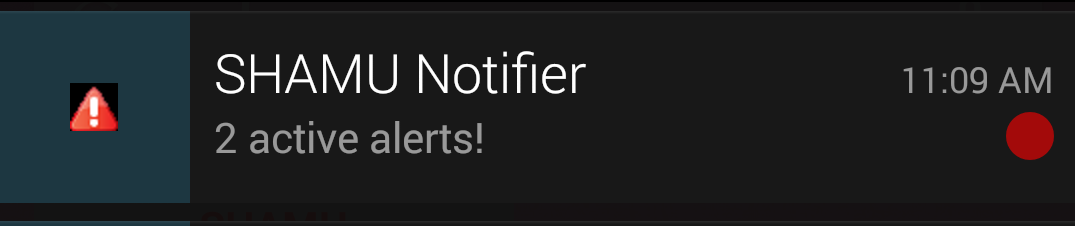 SHAMU Notifier
11:09 AM
2 active alerts!